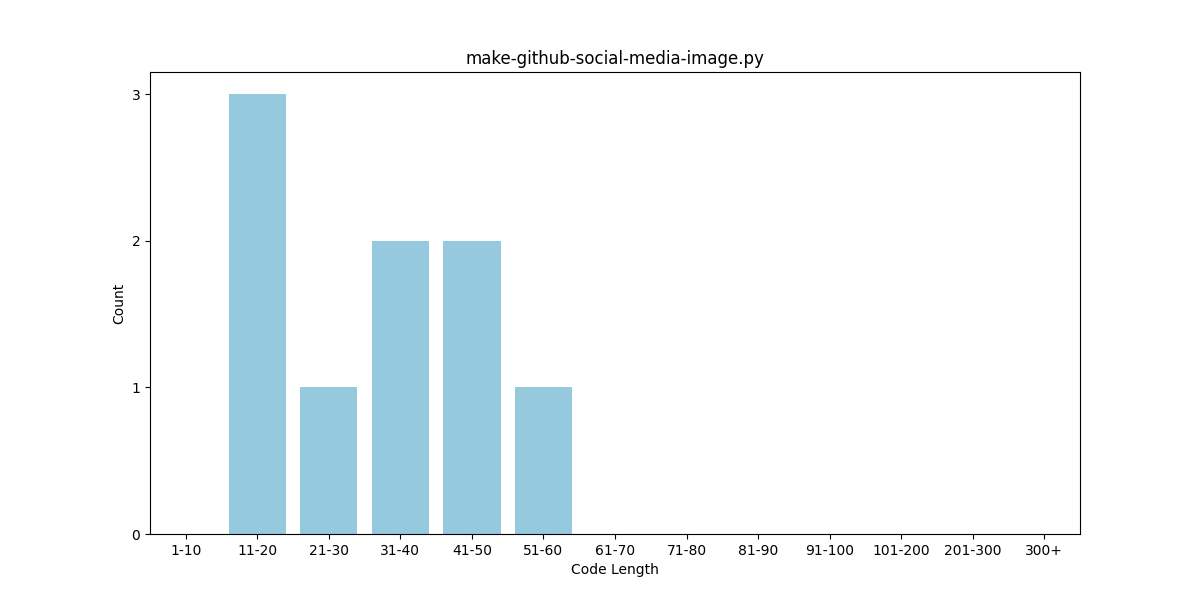 make-github-social-media-image.py
3
2
1
0
Count
1-10 11-20 21-30 31-40 41-50 51-60 61-70 71-80 81-90 91-100 101-200 201-300 300+
Code Length